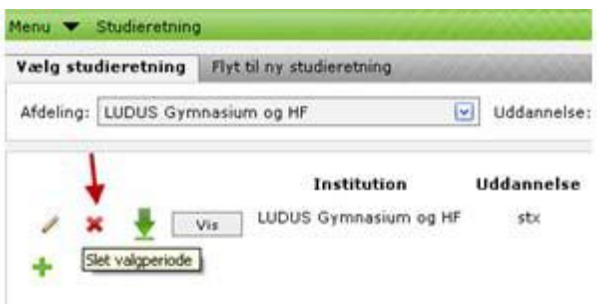 Menu Studieretning
Vælg studieretning Flyt til ny studieretning
Afdeling: LUDUS Gymnasium og HF Uddannelse:
Institution Uddannelse
Vis LUDUS Gymnasium og HF stx
Slet valgperiode